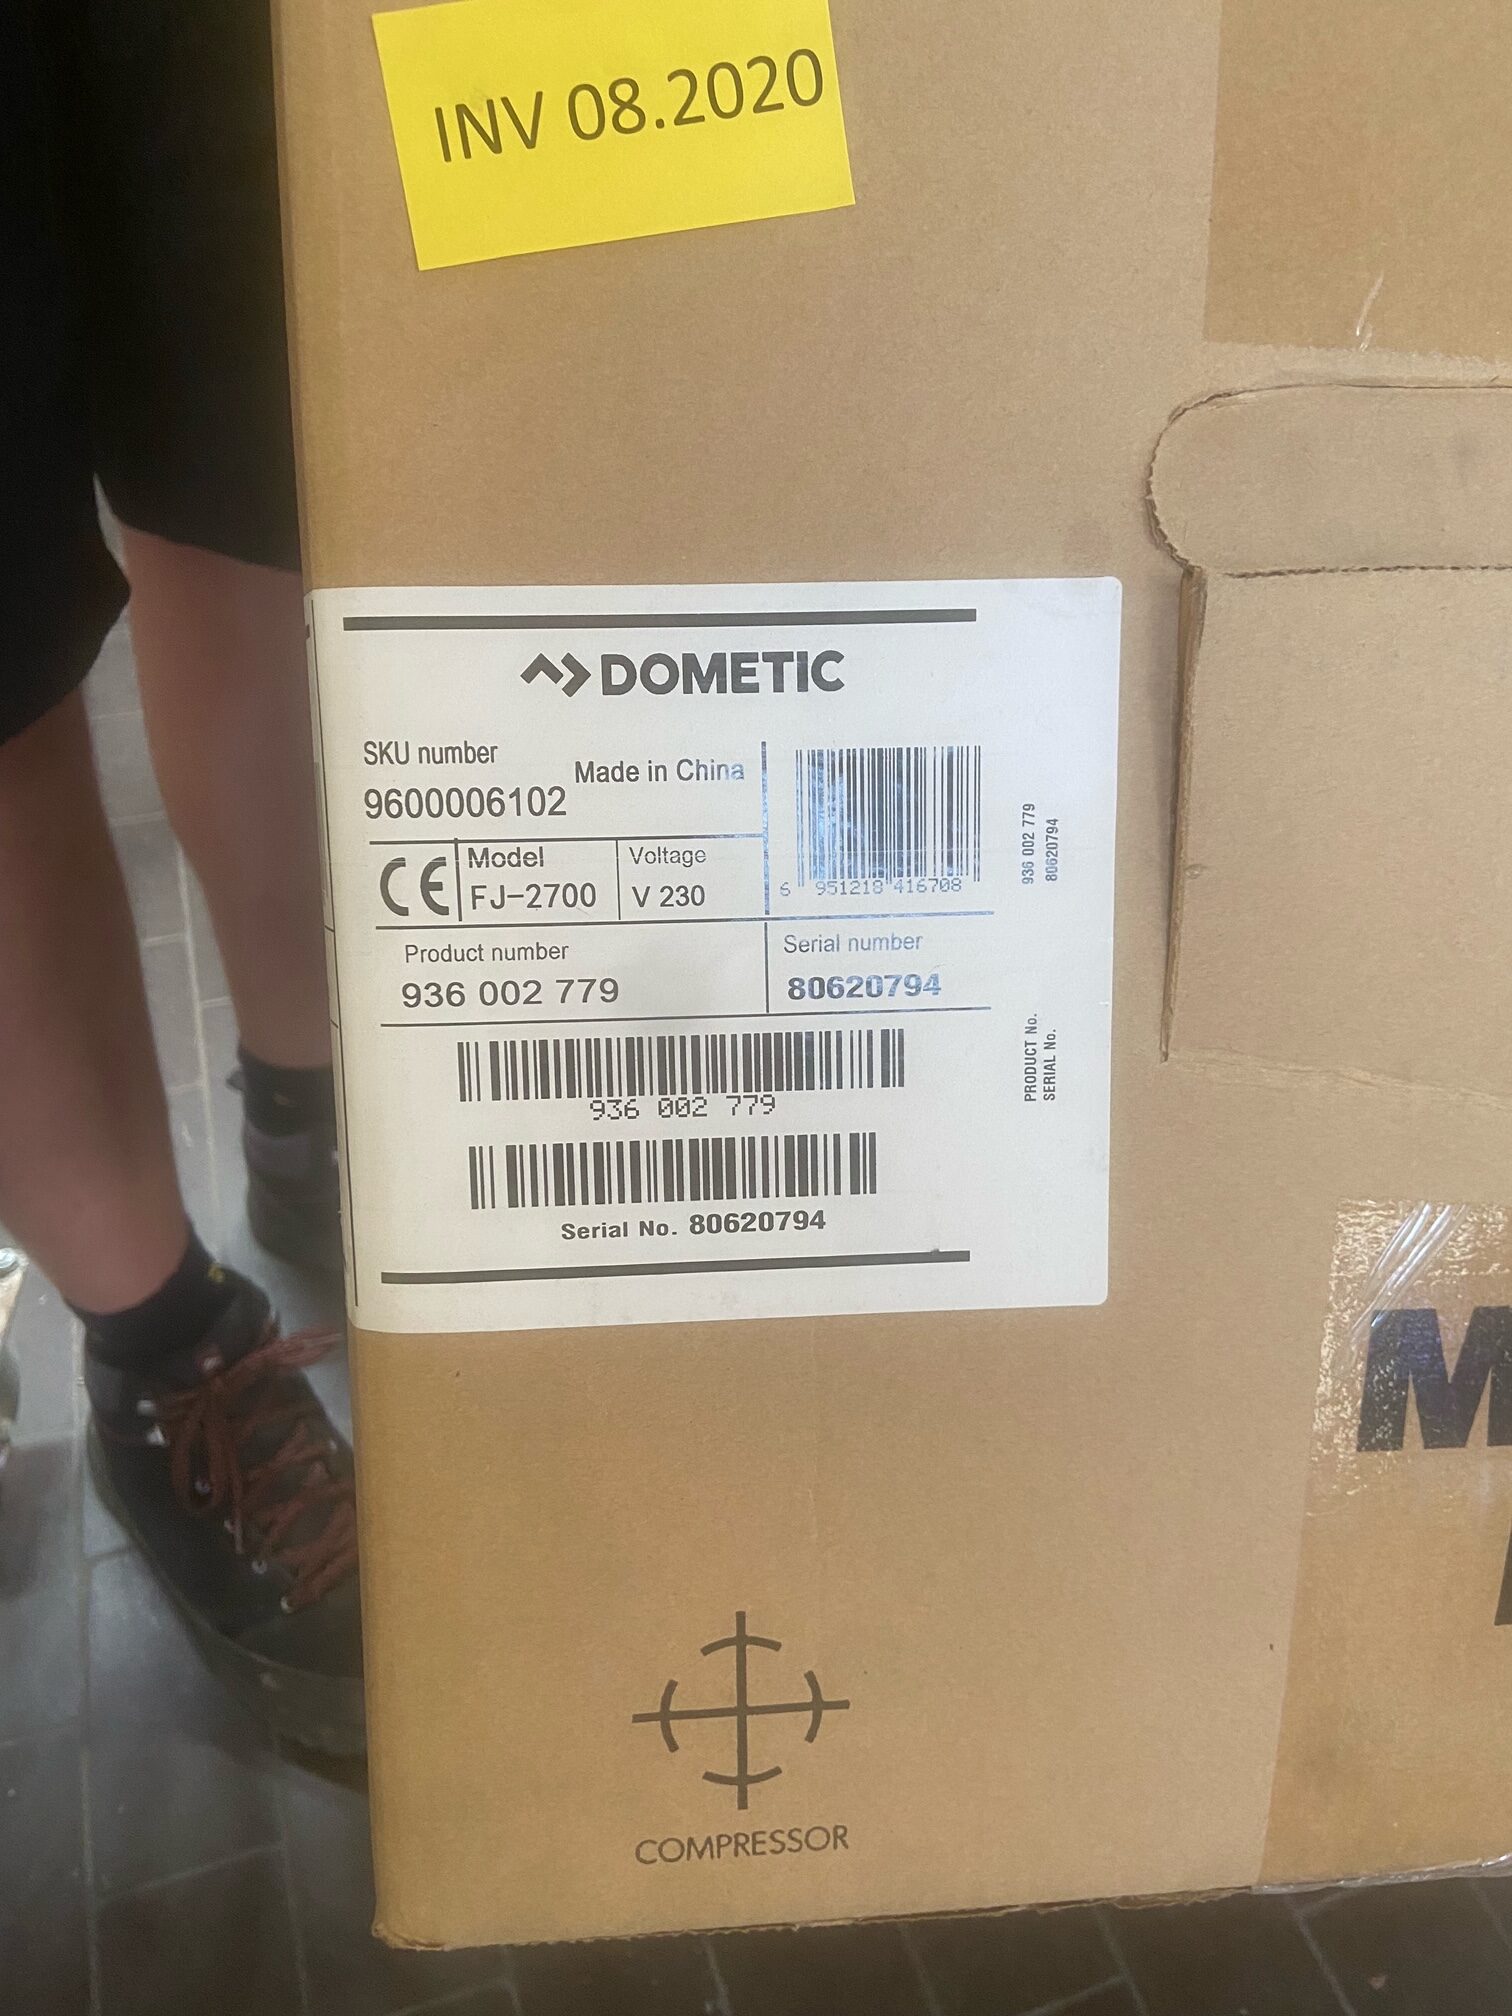 INV 08.2020
DOMETIC
SKU number
Made in China
9600006102
CE
Model
FJ-2700
Voltage
V 230
6 951218 416708
Product number
936 002 779
Serial number
80620794
936 002 779
Serial No. 80620794
PRODUCT No. 936 002 779
SERIAL No. 80620794
M
COMPRESSOR